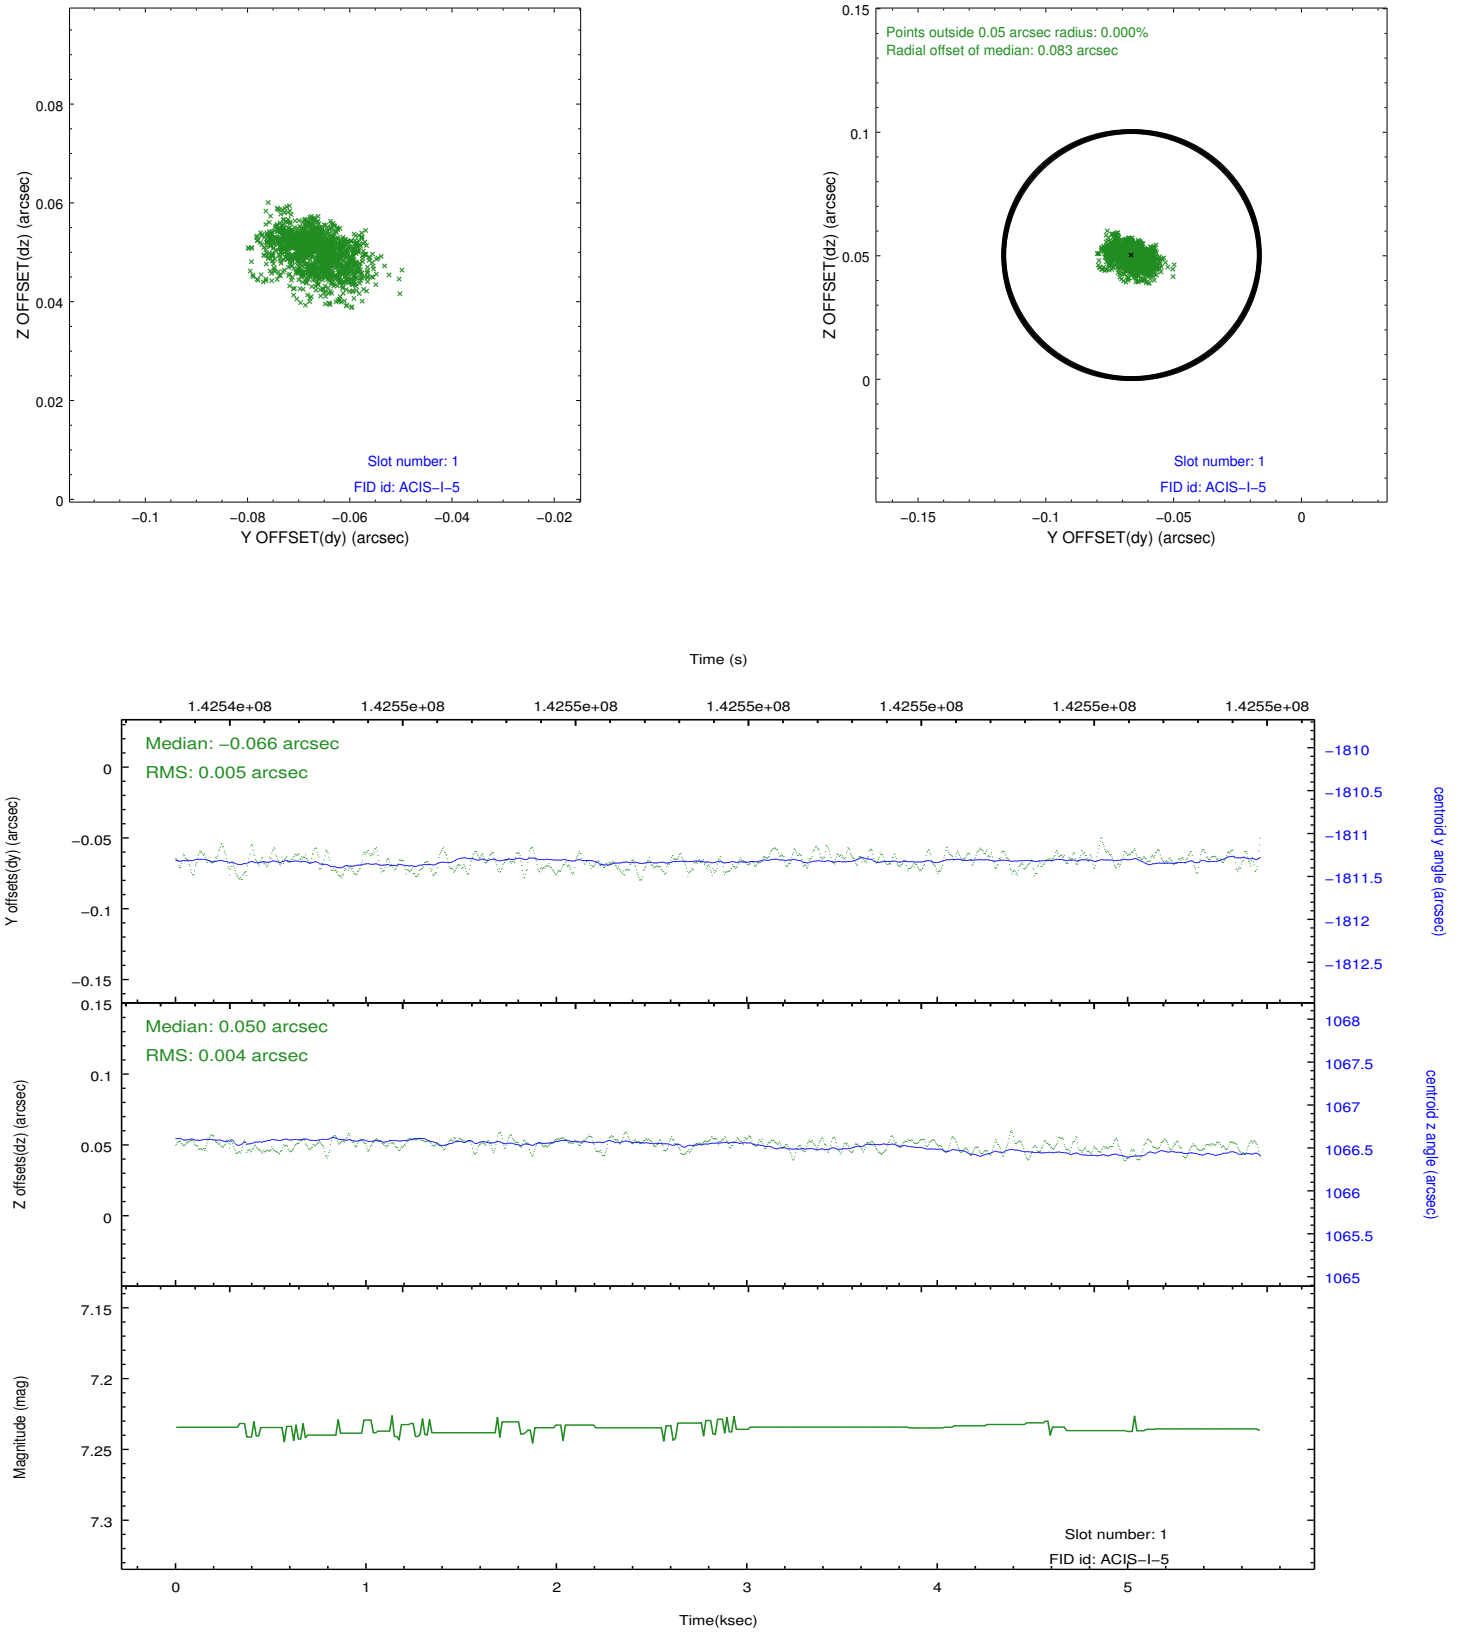 0.08
0.06
0.04
0.02
0
Z OFFSET(dz) (arcsec)
Slot number: 1
FID id: ACIS−I−5
−0.1
−0.08
−0.06
−0.04
−0.02
Y OFFSET(dy) (arcsec)
0.15
0.1
0.05
0
Z OFFSET(dz) (arcsec)
Points outside 0.05 arcsec radius: 0.000%
Radial offset of median: 0.083 arcsec
Slot number: 1
FID id: ACIS−I−5
−0.15
−0.1
−0.05
0
Y OFFSET(dy) (arcsec)
Time (s)
1.4254e+08
1.4255e+08
1.4255e+08
1.4255e+08
1.4255e+08
1.4255e+08
1.4255e+08
Median: −0.066 arcsec
RMS: 0.005 arcsec
0
−0.05
−0.1
−0.15
Y offsets(dy) (arcsec)
−1810
−1810.5
−1811
−1811.5
−1812
−1812.5
centroid y angle (arcsec)
Median: 0.050 arcsec
RMS: 0.004 arcsec
0.15
0.1
0.05
0
Z offsets(dz) (arcsec)
1068
1067.5
1067
1066.5
1066
1065.5
1065
centroid z angle (arcsec)
7.15
7.2
7.25
7.3
Magnitude (mag)
Slot number: 1
FID id: ACIS−I−5
0
1
2
3
4
5
Time(ksec)